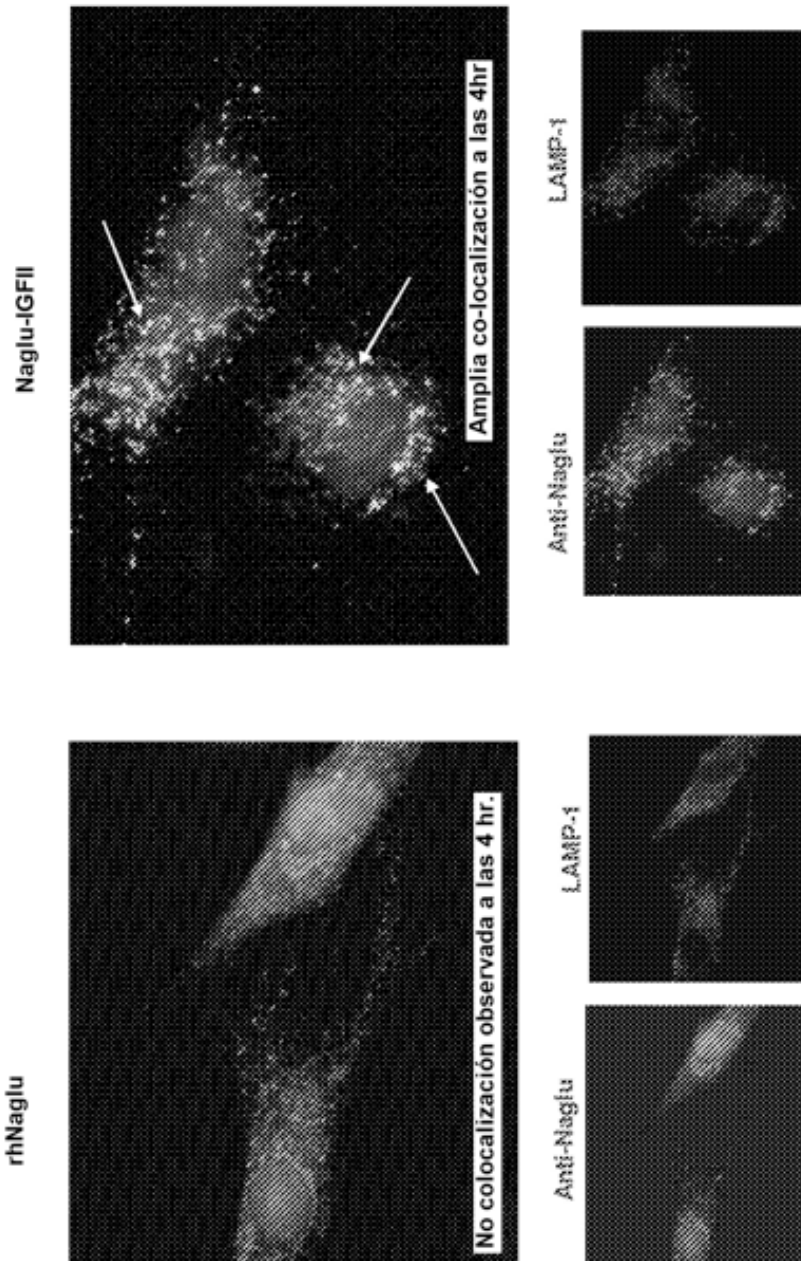 rhNaglu
No colocalización observada a las 4 hr.
Anti-Naglu
LAMP-1
Naglu-IGFII
Amplia co-localización a las 4hr
Anti-Naglu
LAMP-1